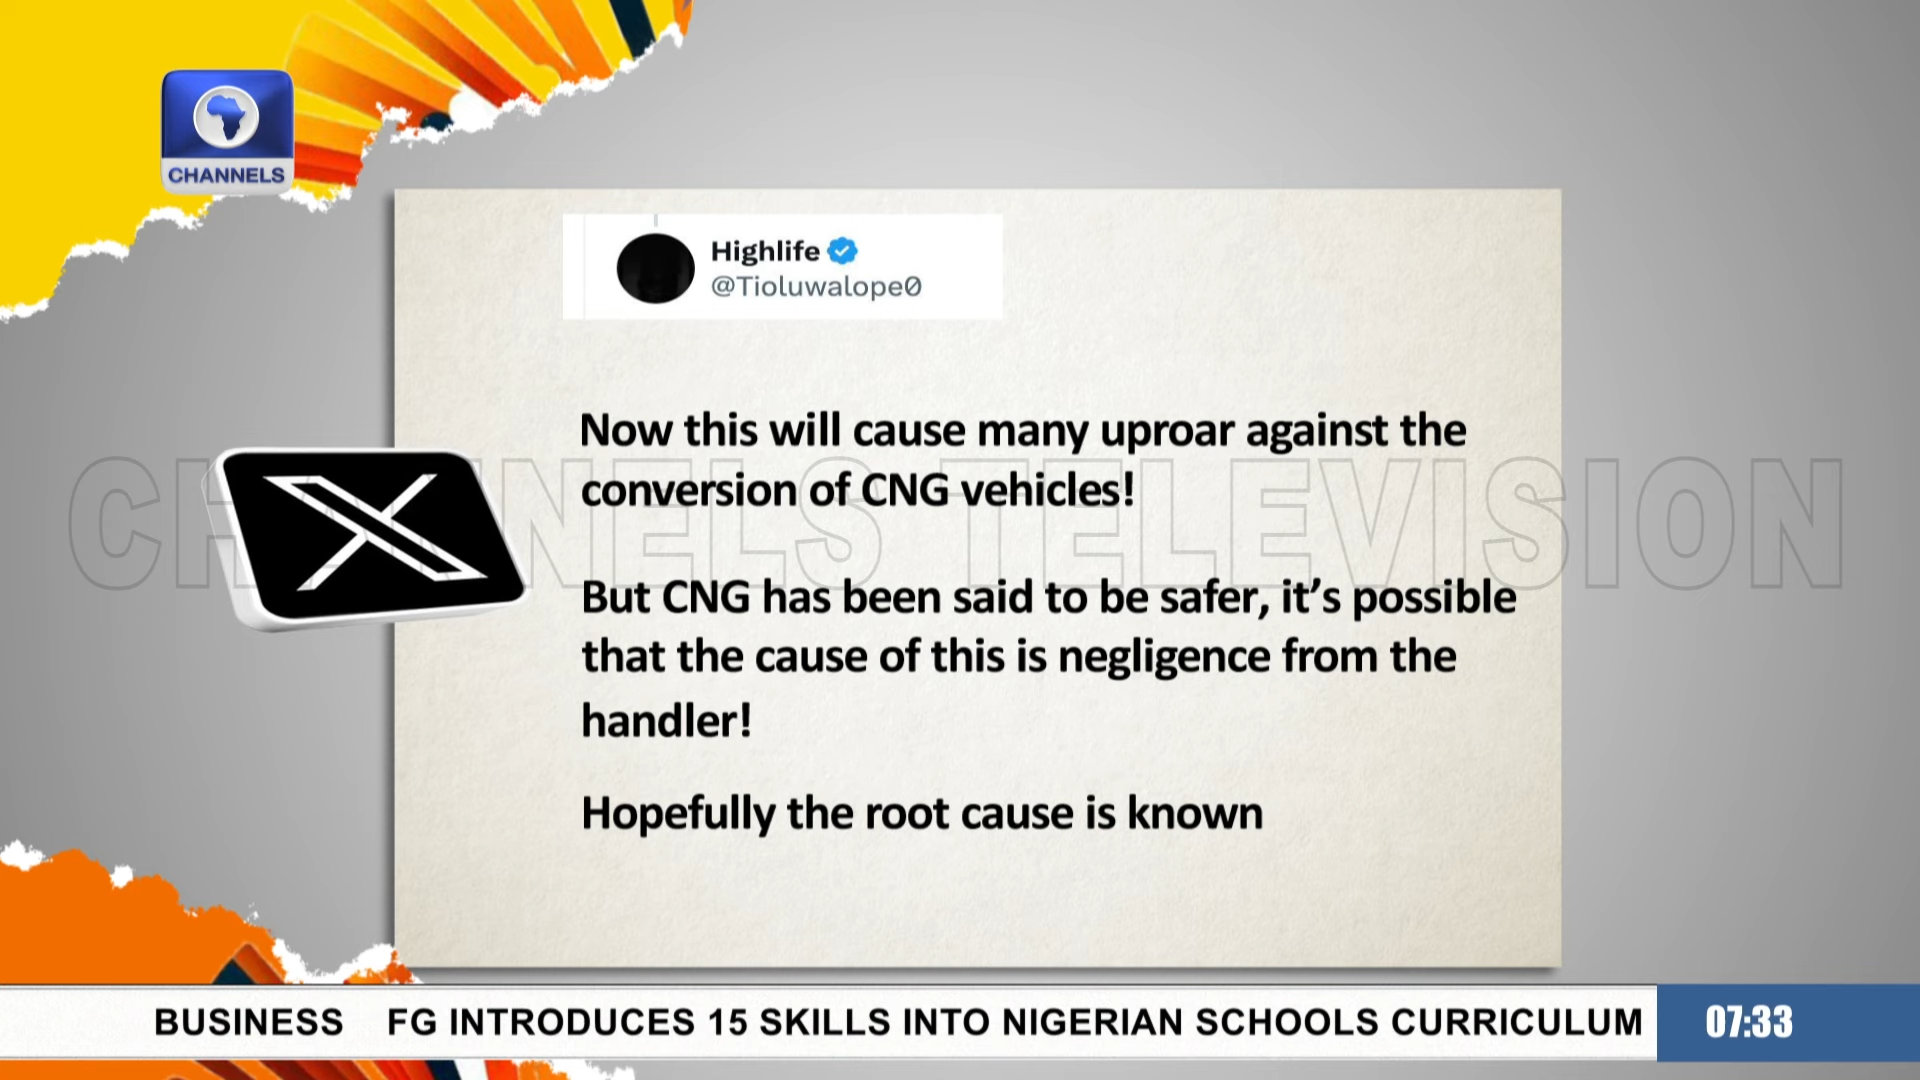 CHANNELS
Highlife
@Tioluwalope0
Now this will cause many uproar against the
conversion of CNG vehicles!
But CNG has been said to be safer, it’s possible
that the cause of this is negligence from the
handler!
Hopefully the root cause is known
CHANNELS TELEVISION
BUSINESS FG INTRODUCES 15 SKILLS INTO NIGERIAN SCHOOLS CURRICULUM
07:33